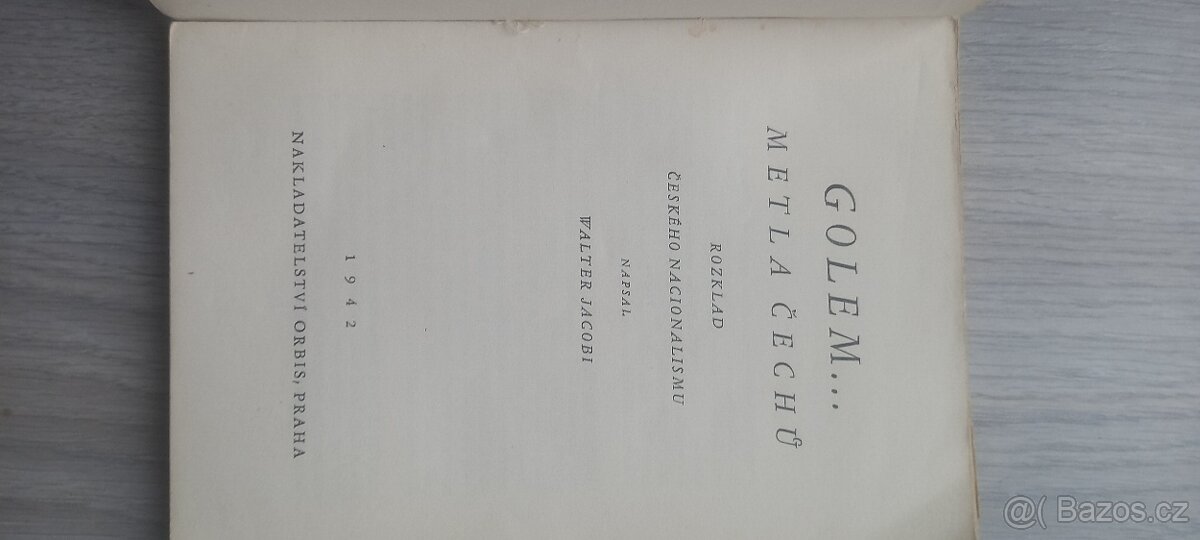 GOLEM...
METLA ČECHŮ
ROZKLAD
ČESKÉHO NACIONALISMU
NAPSAL
WALTER JACOBI
1942
NAKLADATELSTVÍ ORBIS, PRAHA
@( Bazos.cz